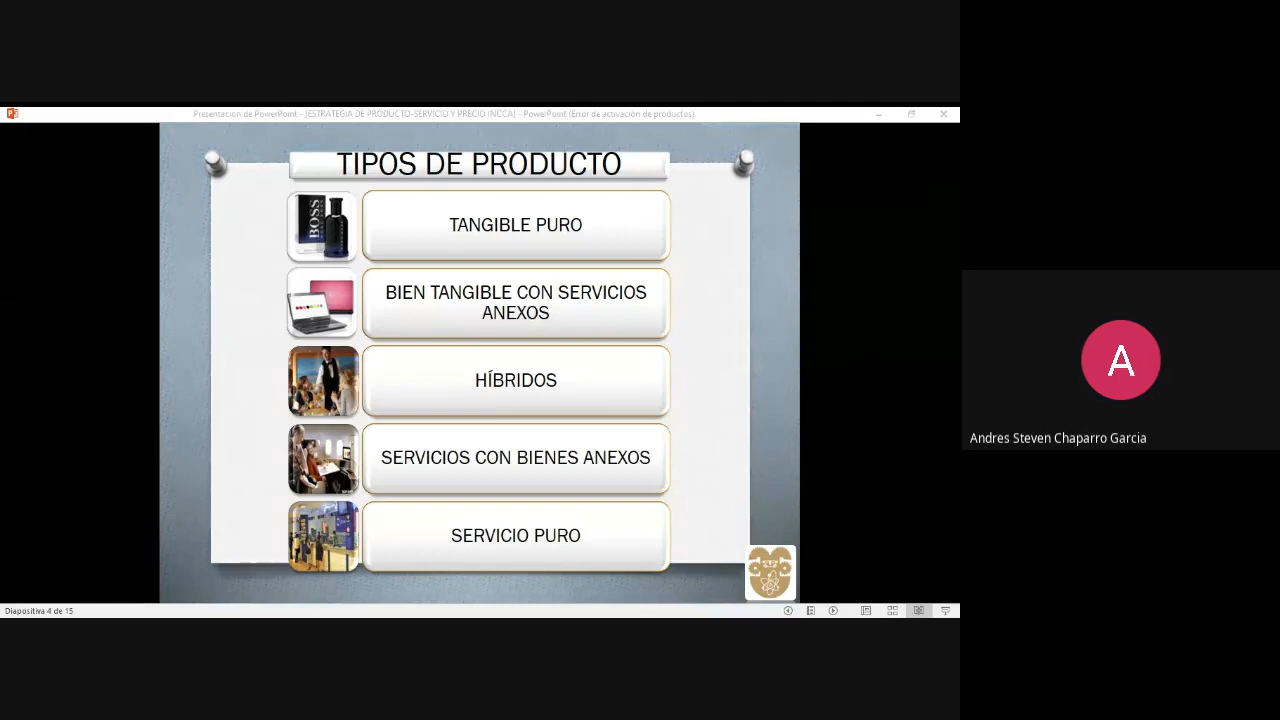 Presentación de PowerPoint - [ESTRATEGIA DE PRODUCTO-SERVICIO Y PRECIO INCCA] - PowerPoint (Error de activación de productos)
TIPOS DE PRODUCTO
BOSS
TANGIBLE PURO
BIEN TANGIBLE CON SERVICIOS
ANEXOS
HÍBRIDOS
SERVICIOS CON BIENES ANEXOS
SERVICIO PURO
A
Andres Steven Chaparro Garcia
Diapositiva 4 de 15